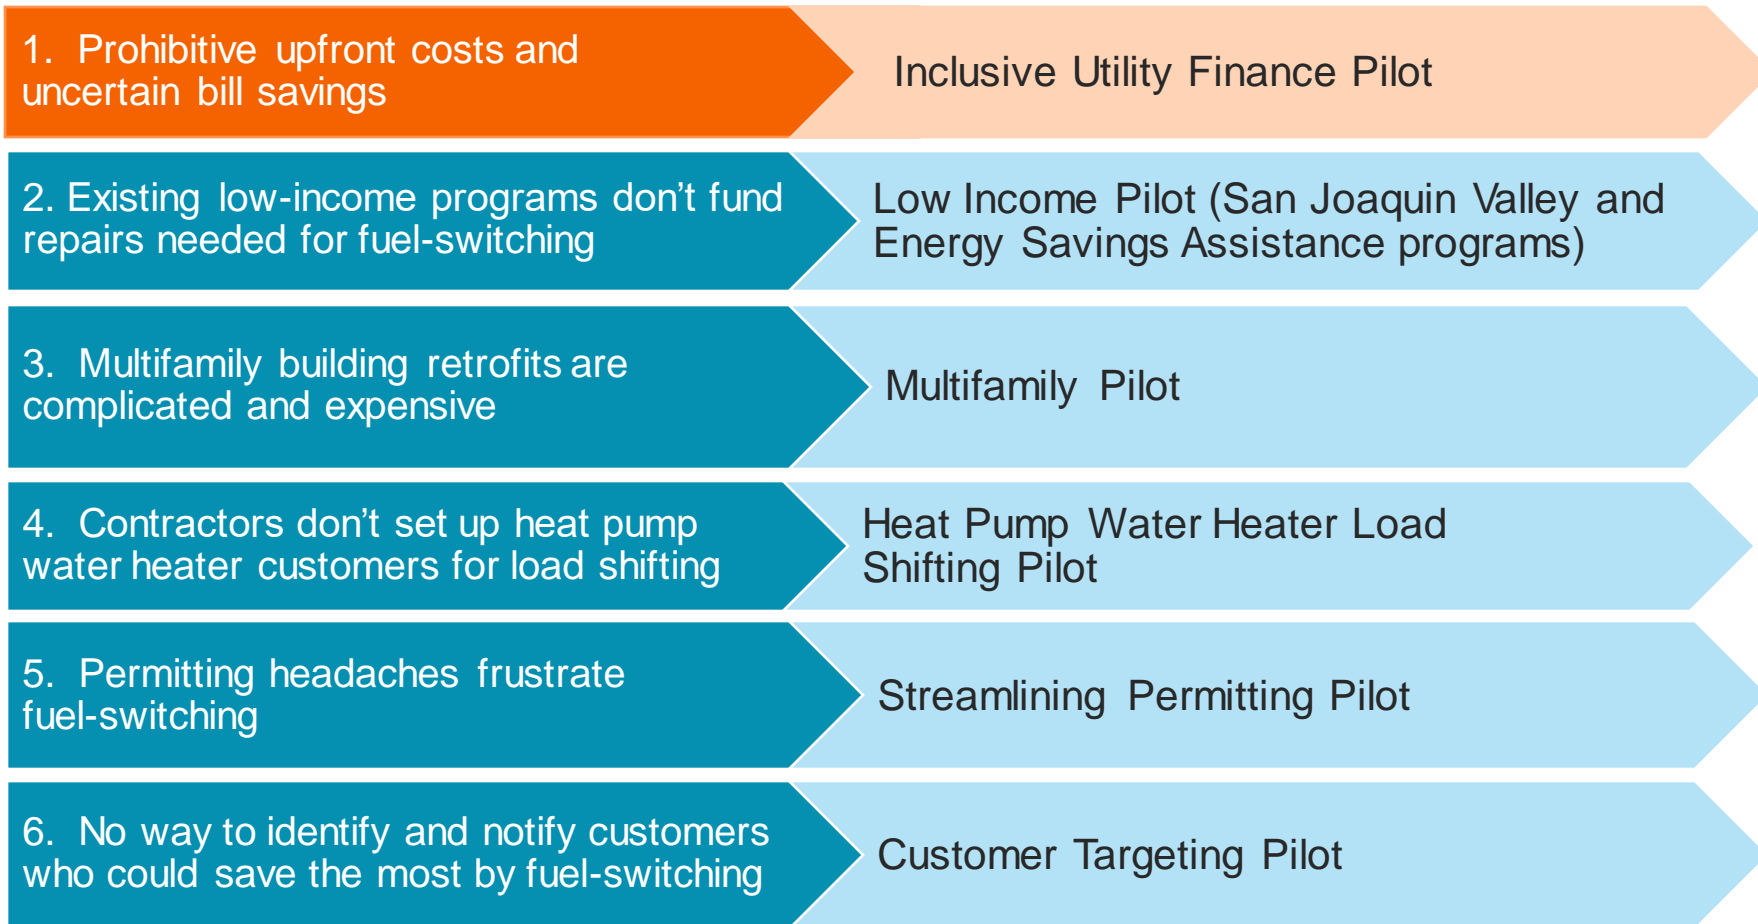 1. Prohibitive upfront costs and
uncertain bill savings
Inclusive Utility Finance Pilot
2. Existing low-income programs don’t fund
repairs needed for fuel-switching
Low Income Pilot (San Joaquin Valley and
Energy Savings Assistance programs)
3. Multifamily building retrofits are
complicated and expensive
Multifamily Pilot
4. Contractors don’t set up heat pump
water heater customers for load shifting
Heat Pump Water Heater Load
Shifting Pilot
5. Permitting headaches frustrate
fuel-switching
Streamlining Permitting Pilot
6. No way to identify and notify customers
who could save the most by fuel-switching
Customer Targeting Pilot